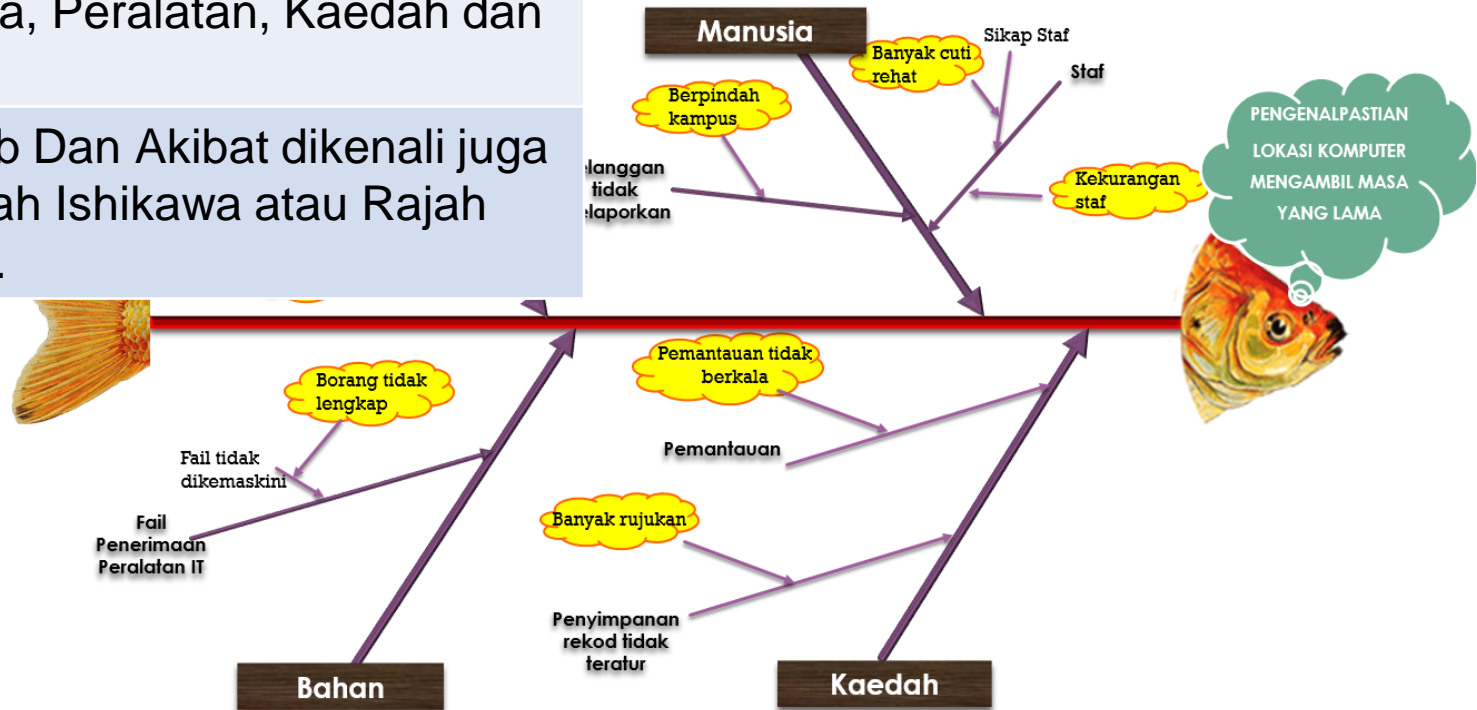 a, Peralatan, Kaedah dan
b Dan Akibat dikenali juga
ah Ishikawa atau Rajah
.
Manusia
Banyak cuti
rehat
Sikap Staf
Staf
Berpindah
kampus
elanggan
tidak
elaporkan
Kekurangan
staf
PENGENALPASTIAN
LOKASI KOMPUTER
MENGAMBIL MASA
YANG LAMA
Borang tidak
lengkap
Fail tidak
dikemaskini
Fail
Penerimaan
Peralatan IT
Bahan
Pemantauan tidak
berkala
Pemantauan
Banyak rujukan
Penyimpanan
rekod tidak
teratur
Kaedah